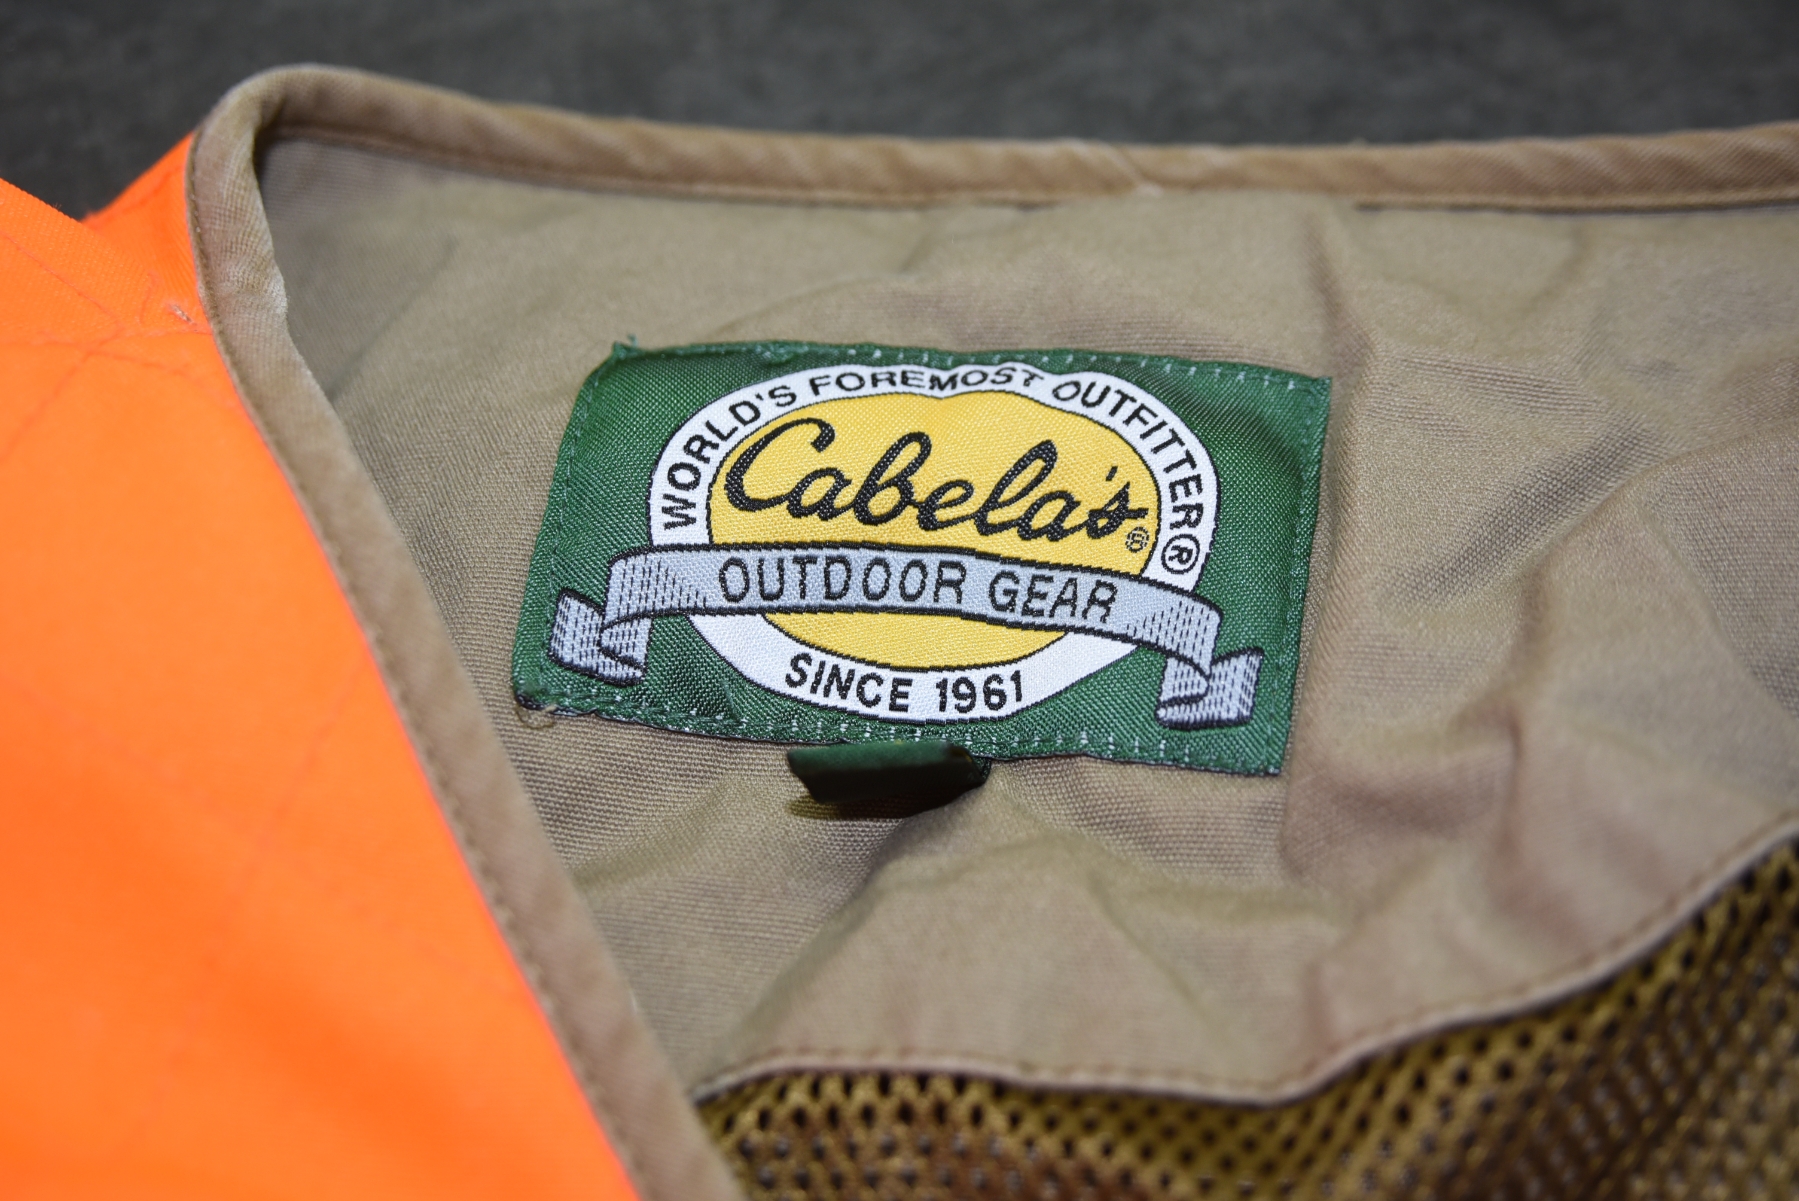 WORLD'S FOREMOST OUTFITTER®
Cabela's®
OUTDOOR GEAR
SINCE 1961